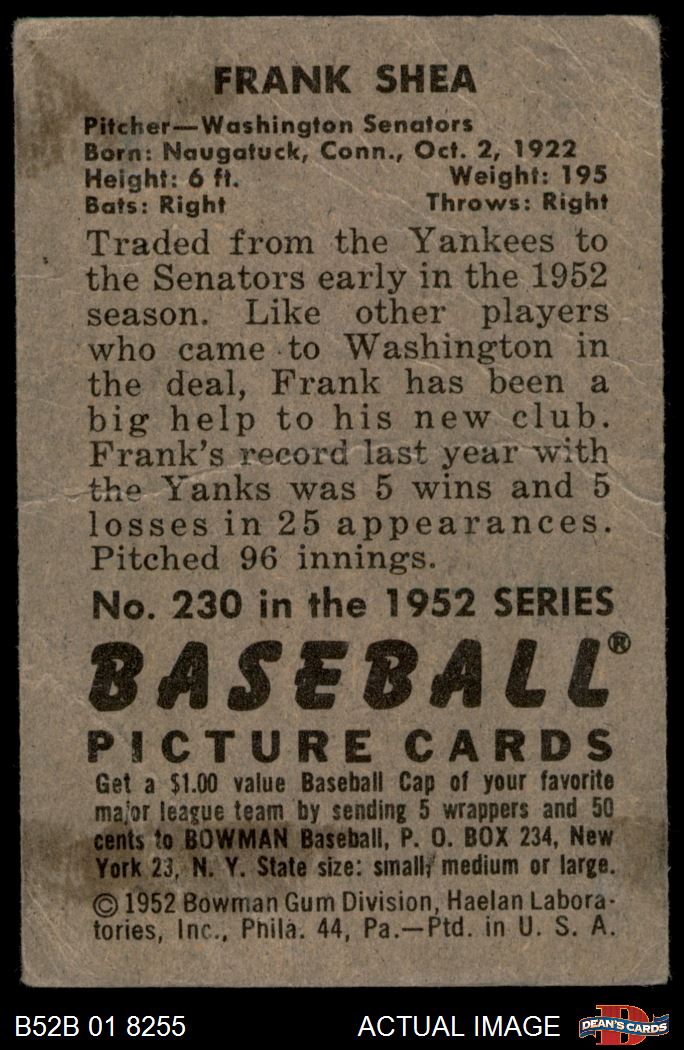 FRANK SHEA
Pitcher—Washington Senators
Born: Naugatuck, Conn., Oct. 2, 1922
Height: 6 ft. Weight: 195
Bats: Right Throws: Right
Traded from the Yankees to
the Senators early in the 1952
season. Like other players
who came to Washington in
the deal, Frank has been a
big help to his new club.
Frank's record last year with
the Yanks was 5 wins and 5
losses in 25 appearances.
Pitched 96 innings.
No. 230 in the 1952 SERIES
BASEBALL®
PICTURE CARDS
Get a $1.00 value Baseball Cap of your favorite
major league team by sending 5 wrappers and 50
cents to BOWMAN Baseball, P. O. BOX 234, New
York 23, N. Y. State size: small, medium or large.
© 1952 Bowman Gum Division, Haelan Labora-
tories, Inc., Phila. 44, Pa.—Ptd. in U. S. A.
B52B 01 8255 ACTUAL IMAGE D DEAN'S CARDS